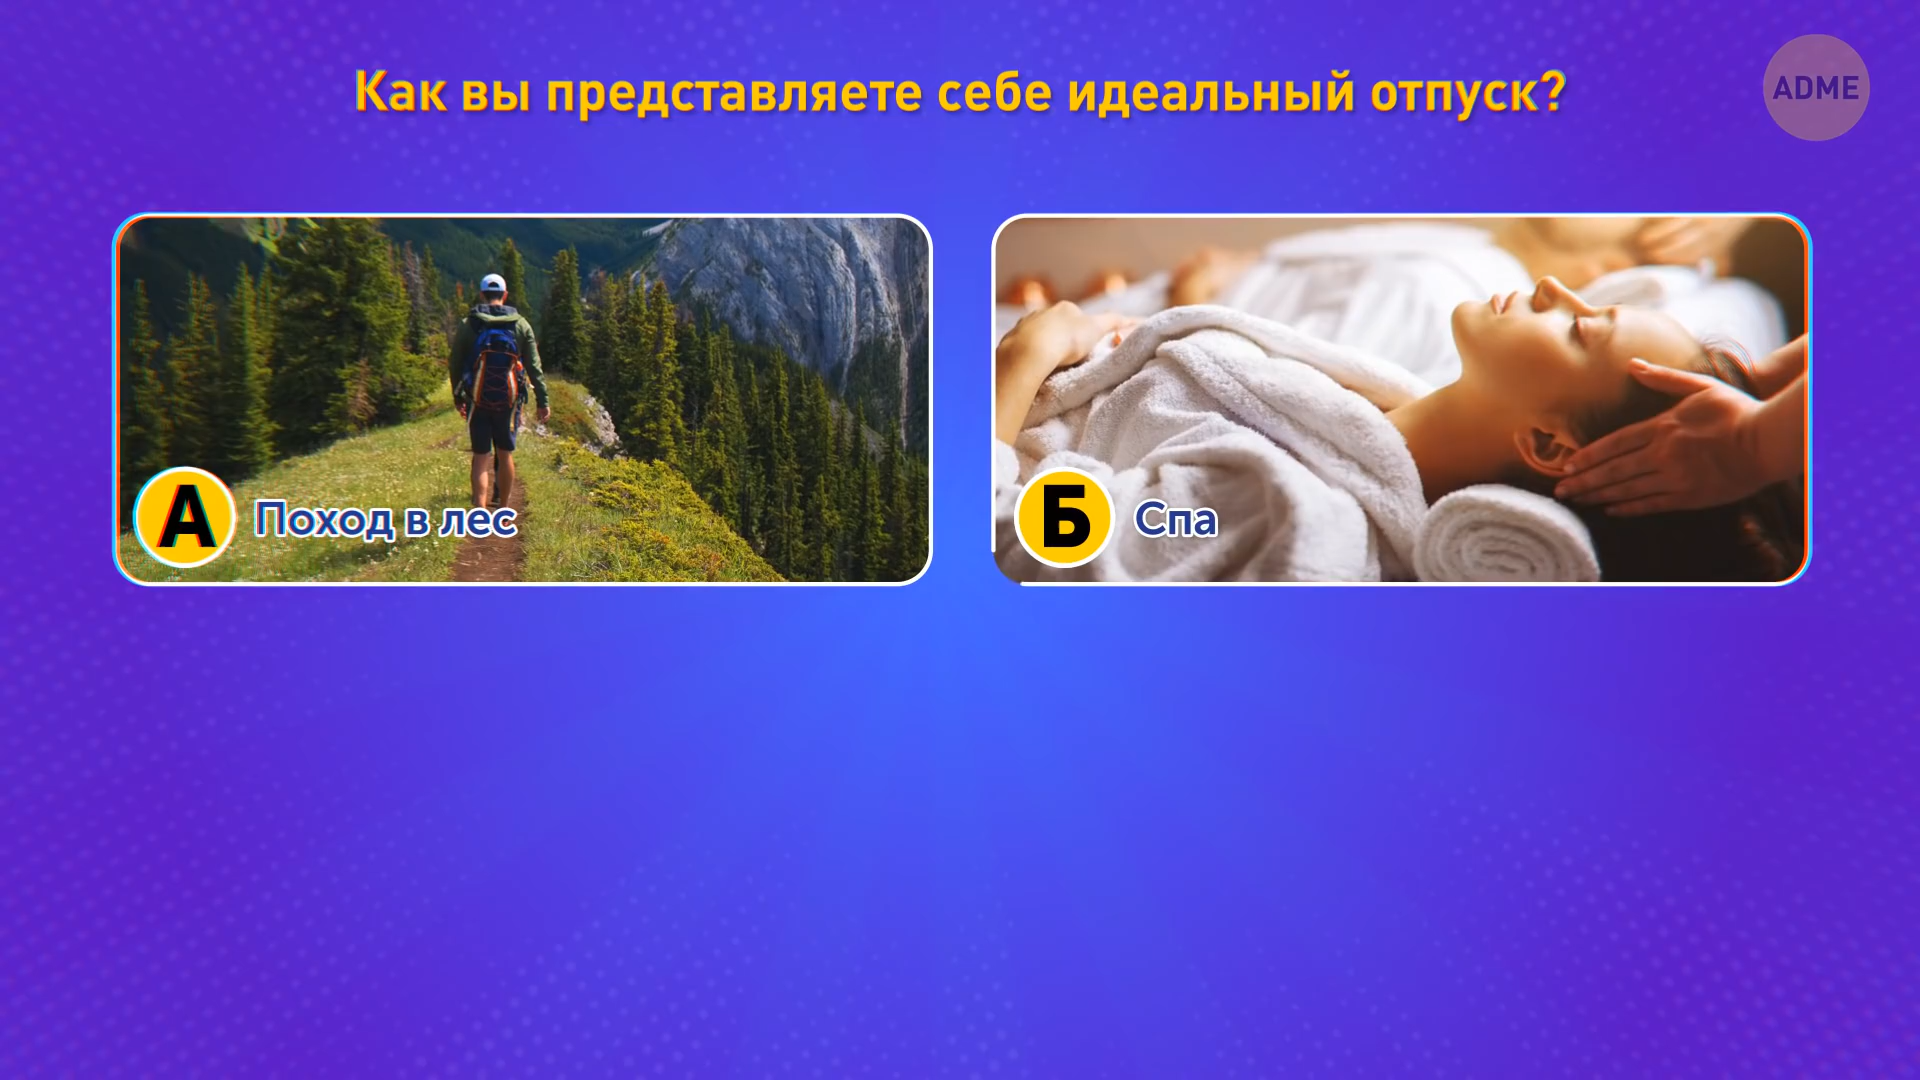 Как вы представляете себе идеальный отпуск?
ADME
А Поход в лес
Б Спа